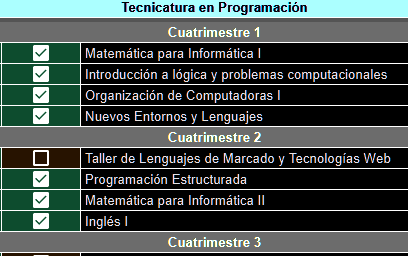 Tecnicatura en Programación
Cuatrimestre 1
Matemática para Informática I
Introducción a lógica y problemas computacionales
Organización de Computadoras I
Nuevos Entornos y Lenguajes
Cuatrimestre 2
Taller de Lenguajes de Marcado y Tecnologías Web
Programación Estructurada
Matemática para Informática II
Inglés I
Cuatrimestre 3